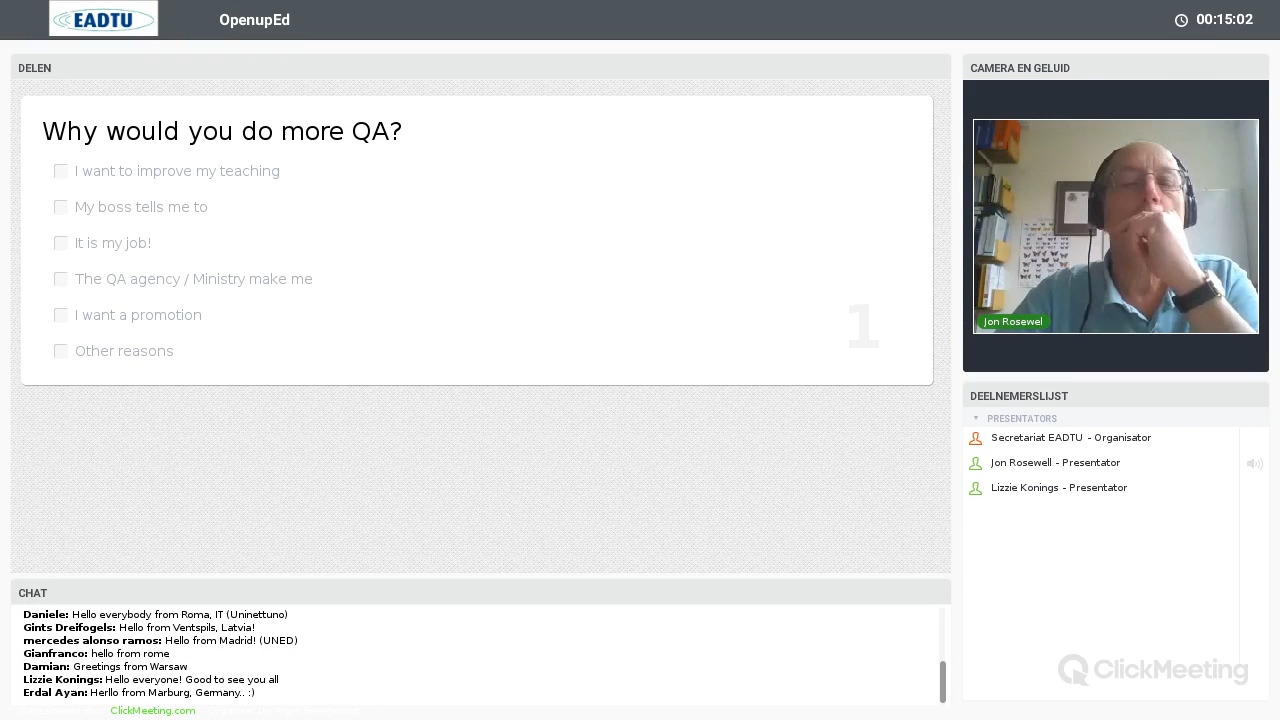 EADTU
OpenupEd
00:15:02
DELEN
Why would you do more QA?
I want to improve my teaching
My boss tells me to
It is my job!
The QA agency / Ministry make me
I want a promotion
Other reasons
1
CHAT
Daniele: Hello everybody from Roma, IT (Uninettuno)
Gints Dreifogels: Hello from Ventspils, Latvia!
mercedes alonso ramos: Hello from Madrid! (UNED)
Gianfranco: hello from rome
Damian: Greetings from Warsaw
Lizzie Konings: Hello everyone! Good to see you all
Erdal Ayan: Herllo from Marburg, Germany.. :)
ClickMeeting.com
CAMERA EN GELUID
Jon Rosewel
DEELNEMERSLIJST
PRESENTATORS
Secretariat EADTU - Organisator
Jon Rosewell - Presentator
Lizzie Konings - Presentator
ClickMeeting